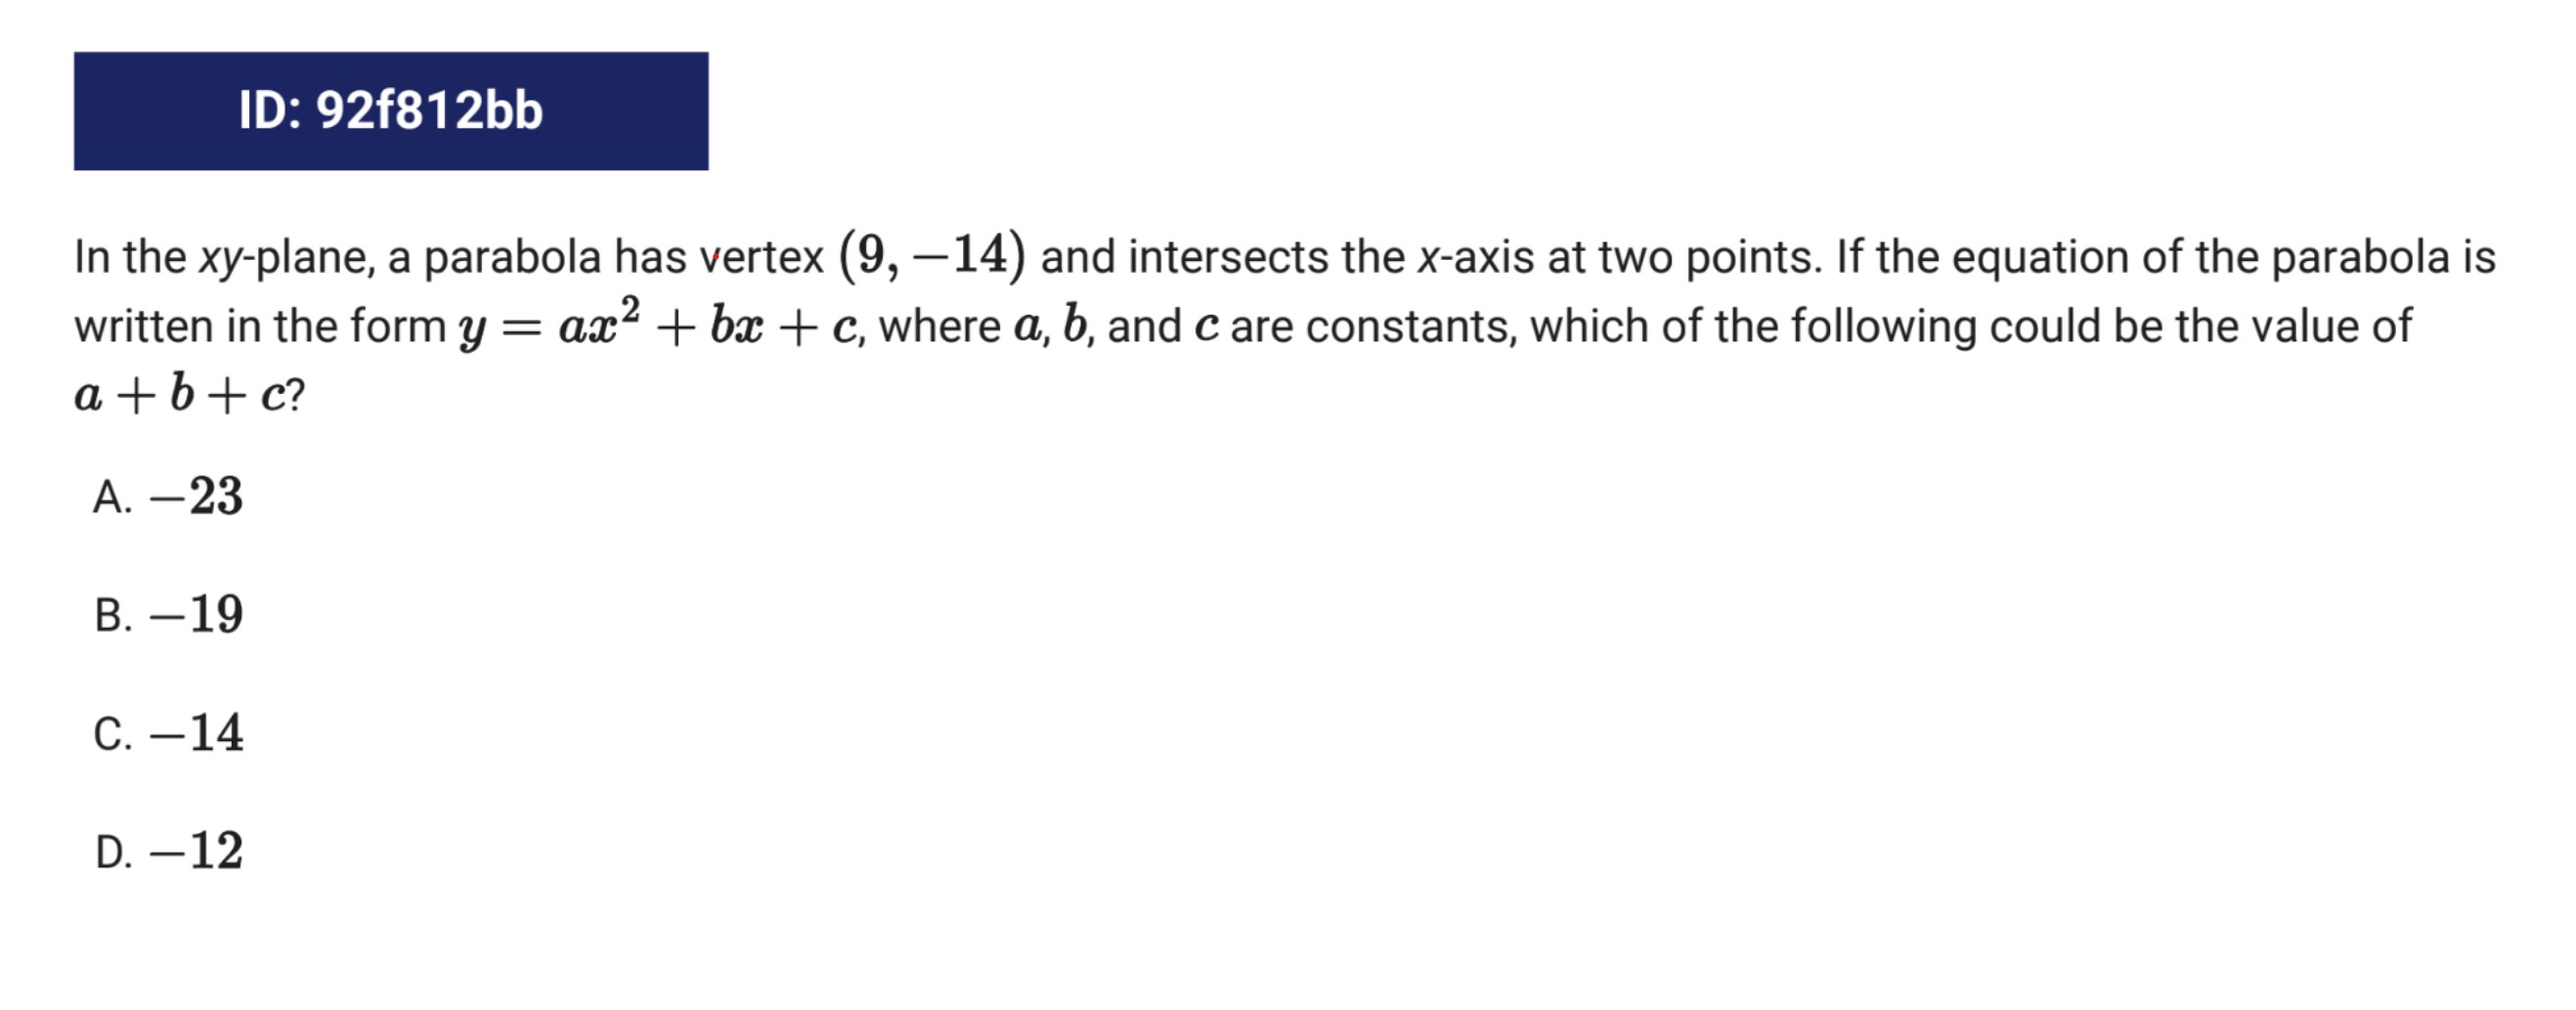 ID: 92f812bb
In the xy-plane, a parabola has vertex (9, −14) and intersects the x-axis at two points. If the equation of the parabola is
written in the form y = ax² + bx + c, where a, b, and c are constants, which of the following could be the value of
a + b + c?
A. −23
B. −19
C. −14
D. −12